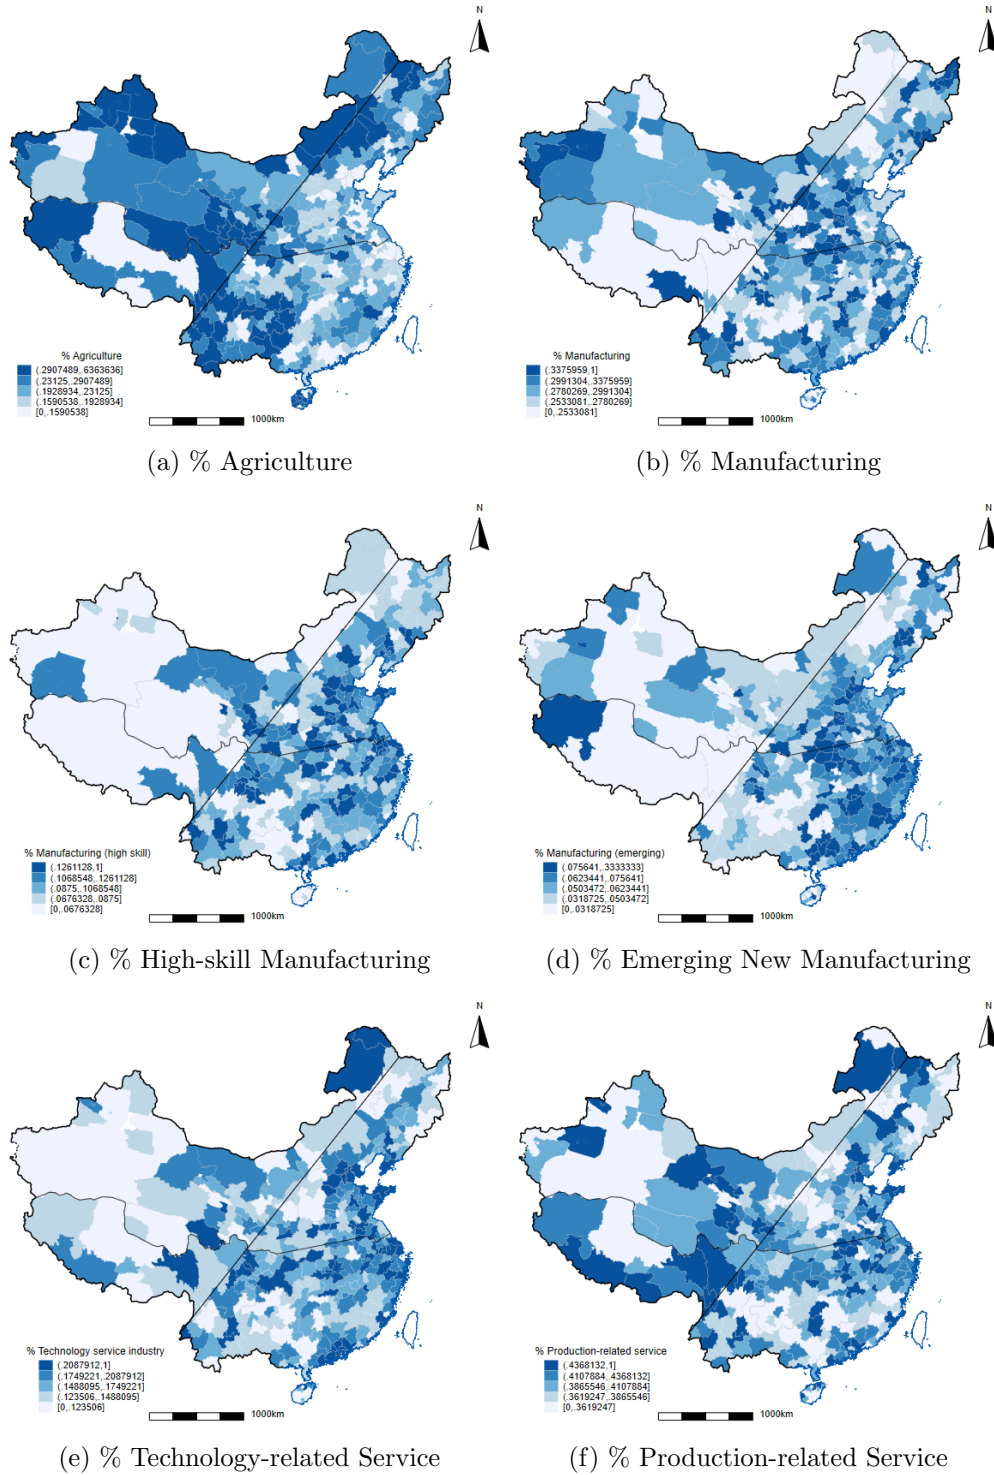 N
% Agriculture
(.2907489,.6363636]
(.23125,.2907489]
(.1928934,.23125]
(.1590538,.1928934]
[0,.1590538]
1000km
(a) % Agriculture
N
% Manufacturing
(.3375959,1]
(.2991304,.3375959]
(.2780269,.2991304]
(.2533081,.2780269]
[0,.2533081]
1000km
(b) % Manufacturing
N
% Manufacturing (high skill)
(.1261128,1]
(.1068548,.1261128]
(.0875,.1068548]
(.0676328,.0875]
[0,.0676328]
1000km
(c) % High-skill Manufacturing
N
% Manufacturing (emerging)
(.075641,.3333333]
(.0623441,.075641]
(.0503472,.0623441]
(.0318725,.0503472]
[0,.0318725]
1000km
(d) % Emerging New Manufacturing
N
% Technology service industry
(.2087912,1]
(.1749221,.2087912]
(.1488095,.1749221]
(.123506,.1488095]
[0,.123506]
1000km
(e) % Technology-related Service
N
% Production-related service
(.4368132,1]
(.4107884,.4368132]
(.3865546,.4107884]
(.3619247,.3865546]
[0,.3619247]
1000km
(f) % Production-related Service